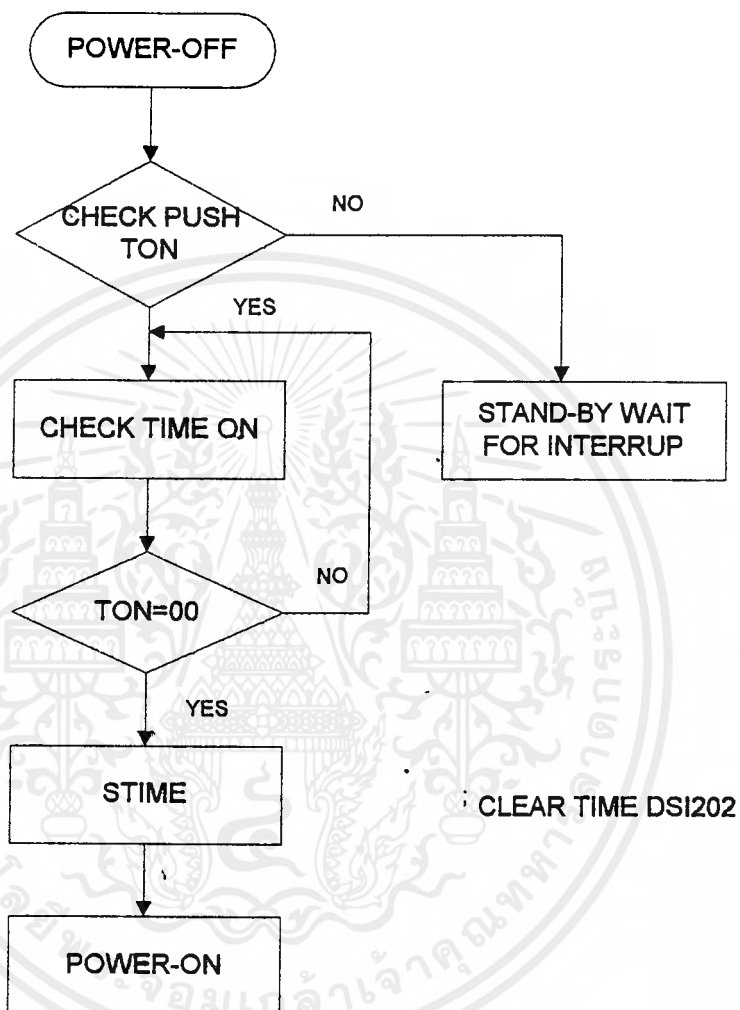 POWER-OFF
CHECK PUSH
TON
NO
YES
CHECK TIME ON
STAND-BY WAIT
FOR INTERRUP
TON=00
NO
YES
STIME
; CLEAR TIME DSI202
POWER-ON